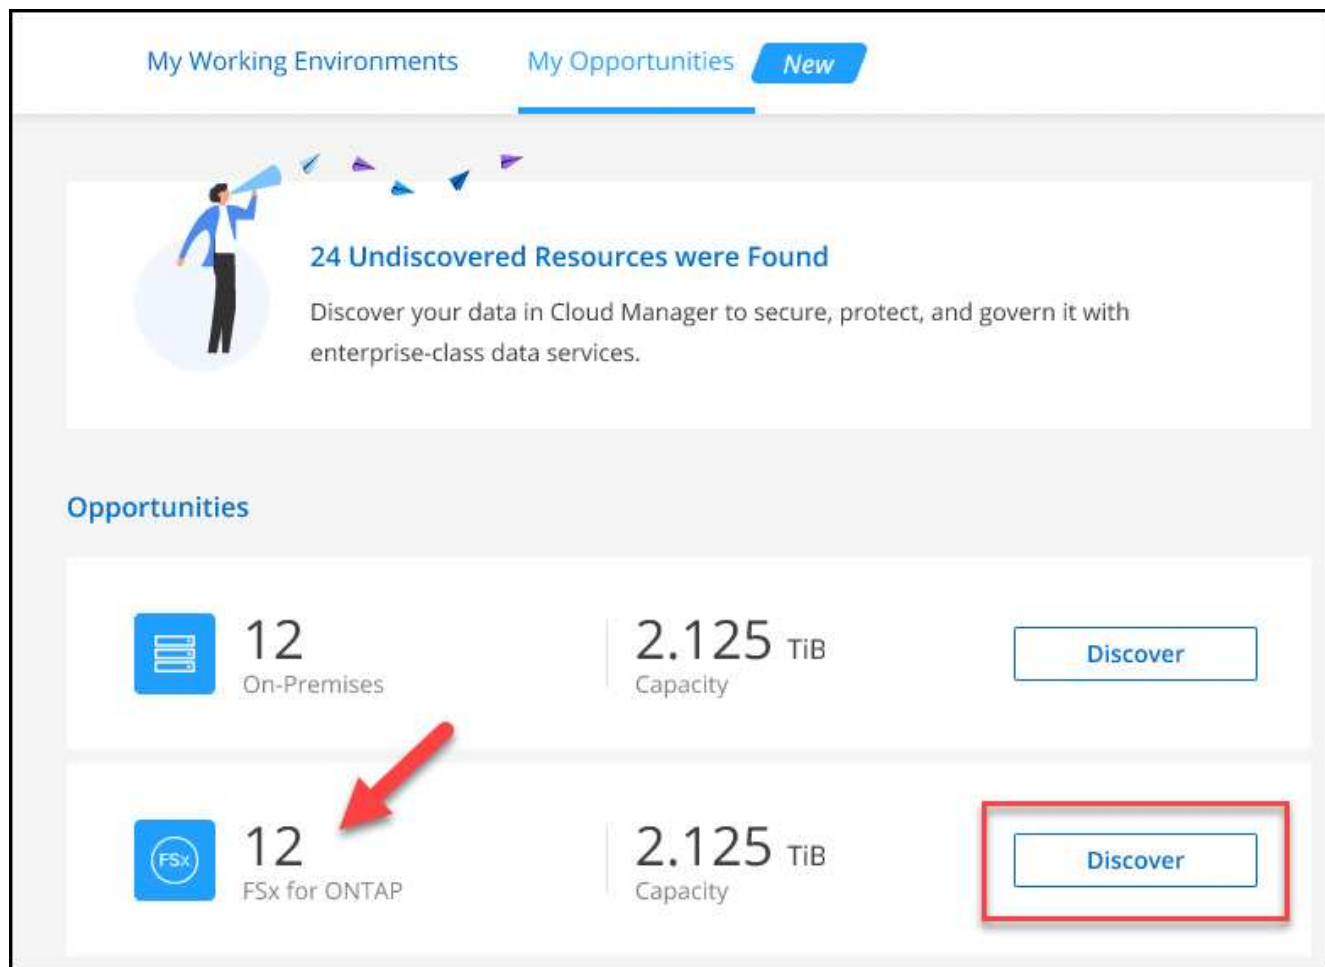 My Working Environments
My Opportunities
New
24 Undiscovered Resources were Found
Discover your data in Cloud Manager to secure, protect, and govern it with
enterprise-class data services.
Opportunities
12
On-Premises
2.125 TiB
Capacity
Discover
FSx
12
FSx for ONTAP
2.125 TiB
Capacity
Discover